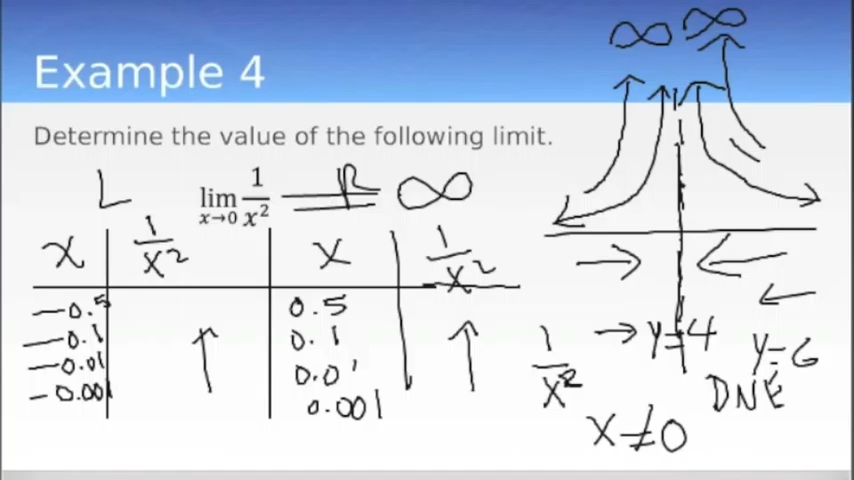 ∞ ∞
Example 4
Determine the value of the following limit.
L lim x→0 1/x² = R ∞
x 1/x² x 1/x²
-0.5 0.5
-0.1 0.1
-0.01 0.01
-0.001 0.001
1/x² → y=4 y=6
DNE
x≠0